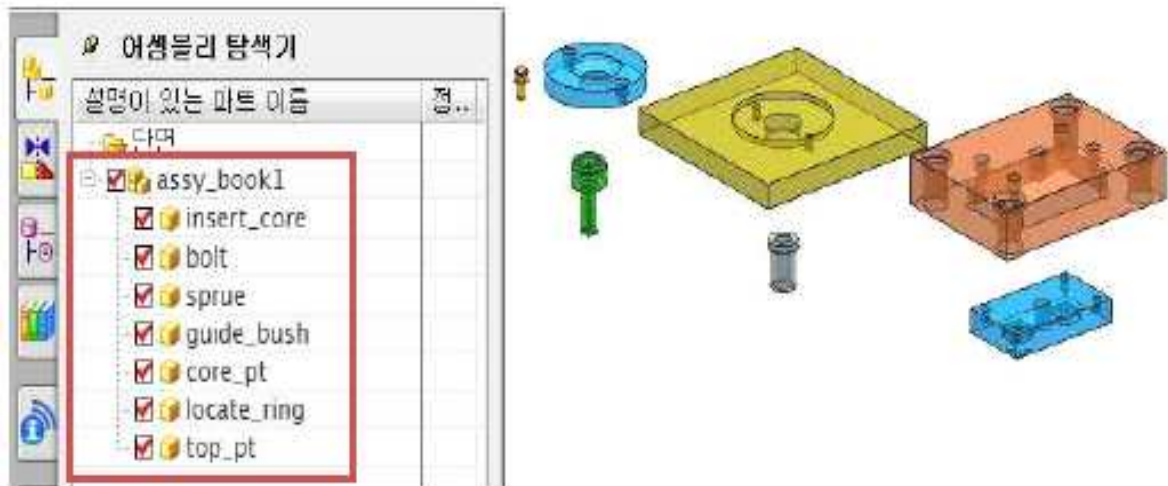 어셈블리 탐색기
설명이 있는 파트 이름 정..
단면
assy_book1
insert_core
bolt
sprue
guide_bush
core_pt
locate_ring
top_pt